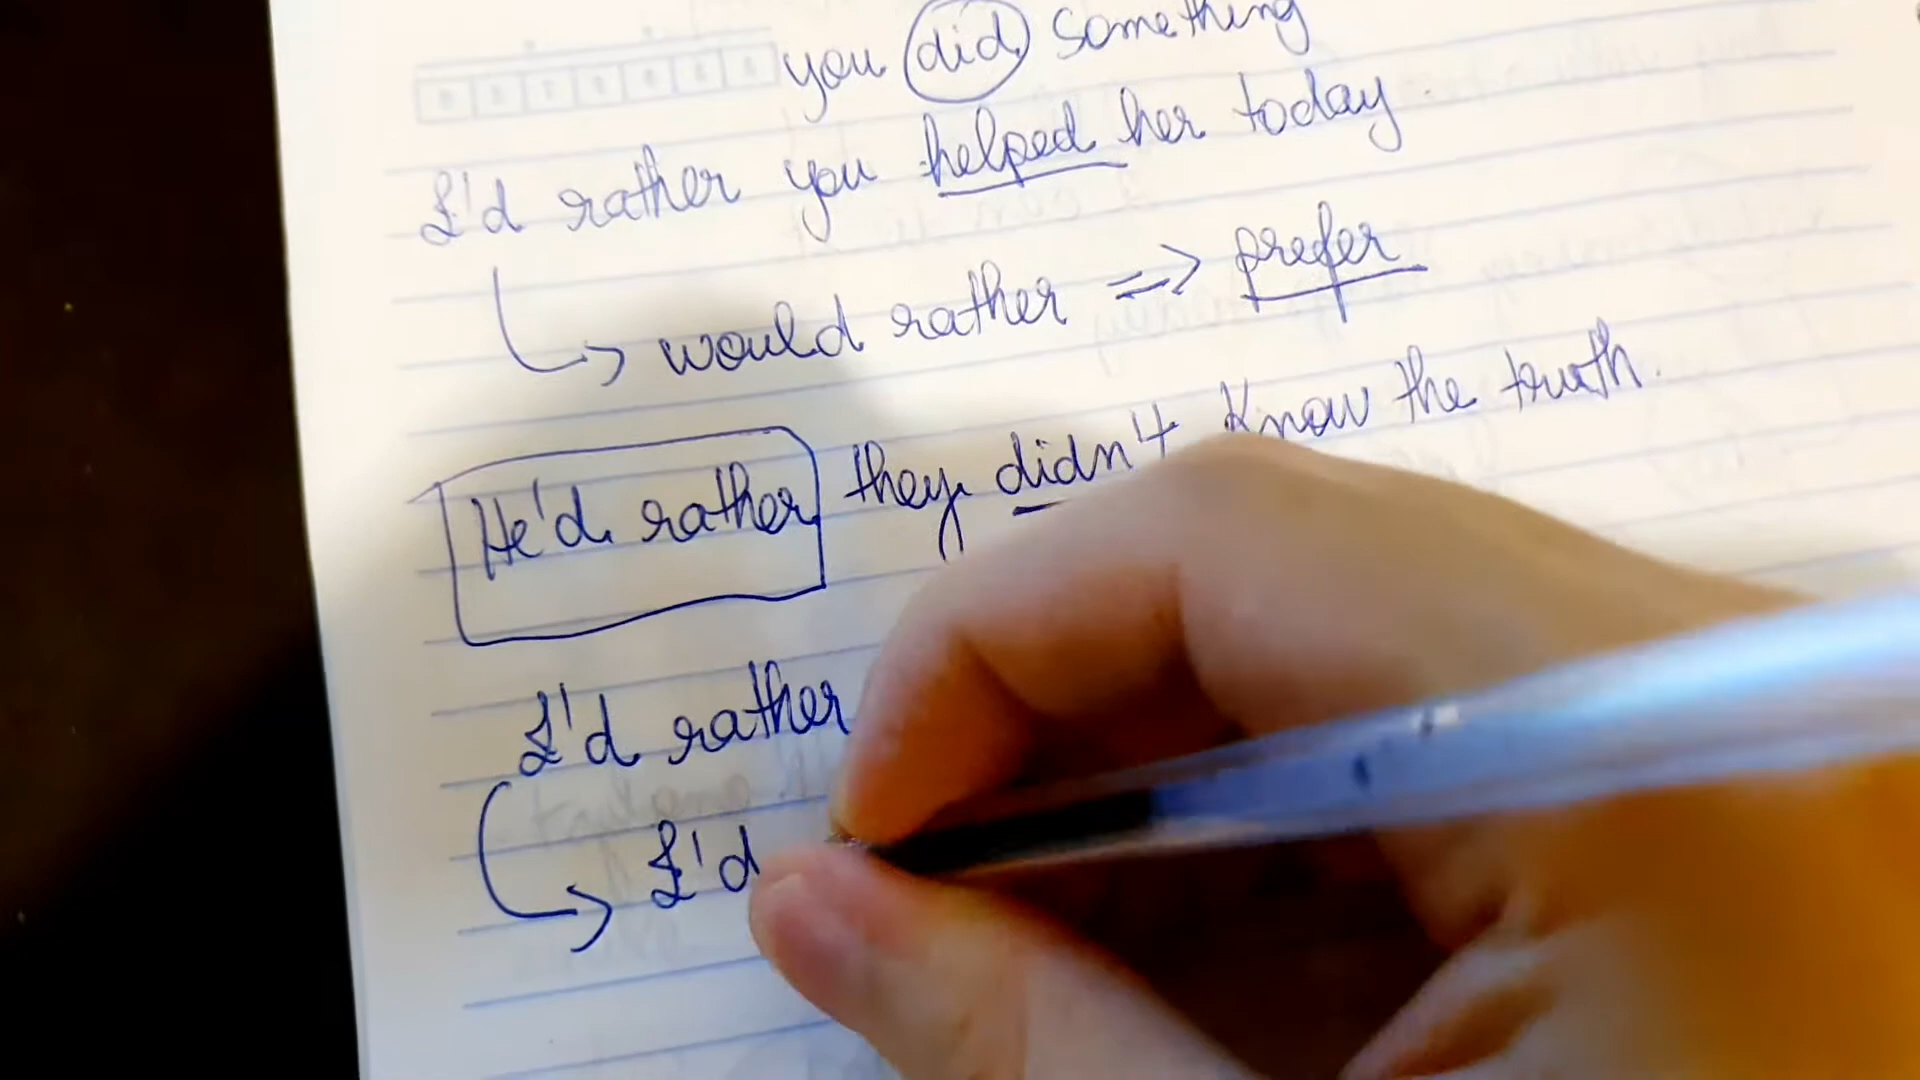 you did something
I'd rather you helped her today.
would rather => prefer
He'd rather they didn't know the truth.
I'd rather
I'd